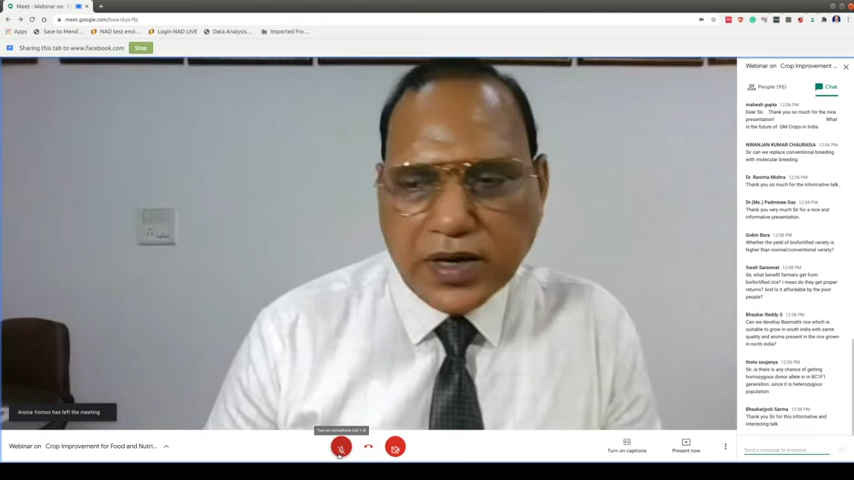 Meet - Webinar on
meet.google.com/bwa-tkyo-fbj
Apps
Save to Mend...
NAD test envi...
Login NAD LIVE
Data Analysis...
Imported Fro...
Sharing this tab to www.facebook.com
Stop
Webinar on Crop Improvement ...
People (95)
Chat
mahesh gupta 12:06 PM
Dear Sir, Thank you so much for the nice
presentation! What
is the future of GM Crops in India
NIRANJAN KUMAR CHAURASIA 12:06 PM
Sir can we replace conventional breeding
with molecular breeding
Dr. Ranima Mishra 12:06 PM
Thank you so much for the informative talk.
Dr.(Ms.) Padminee Das 12:08 PM
Thank you very much Sir for a nice and
informative presentation.
Gobin Bora 12:08 PM
Whether the yield of biofortified variety is
higher than normal/conventional variety?
Swati Saraswat 12:08 PM
Sir, what benefit farmers get from
biofortified rice? I mean do they get proper
returns? And is it affordable by the poor
people?
Bhaskar Reddy S 12:08 PM
Can we develop Basmathi rice which is
suitable to grow in south india with same
quality and aroma present in the rice grown
in north india?
thota soujanya 12:08 PM
Sir .is there is any chance of getting
homozygous donor allele in in BC1F1
generation. since it is heterozygous
population.
Bhaskarjyoti Sarma 12:08 PM
Thank you Sir for this informative and
interesting talk
Aisina Yomso has left the meeting
Turn on microphone (ctrl + d)
Webinar on Crop Improvement for Food and Nutri...
Turn on captions
Present now
Send a message to everyone